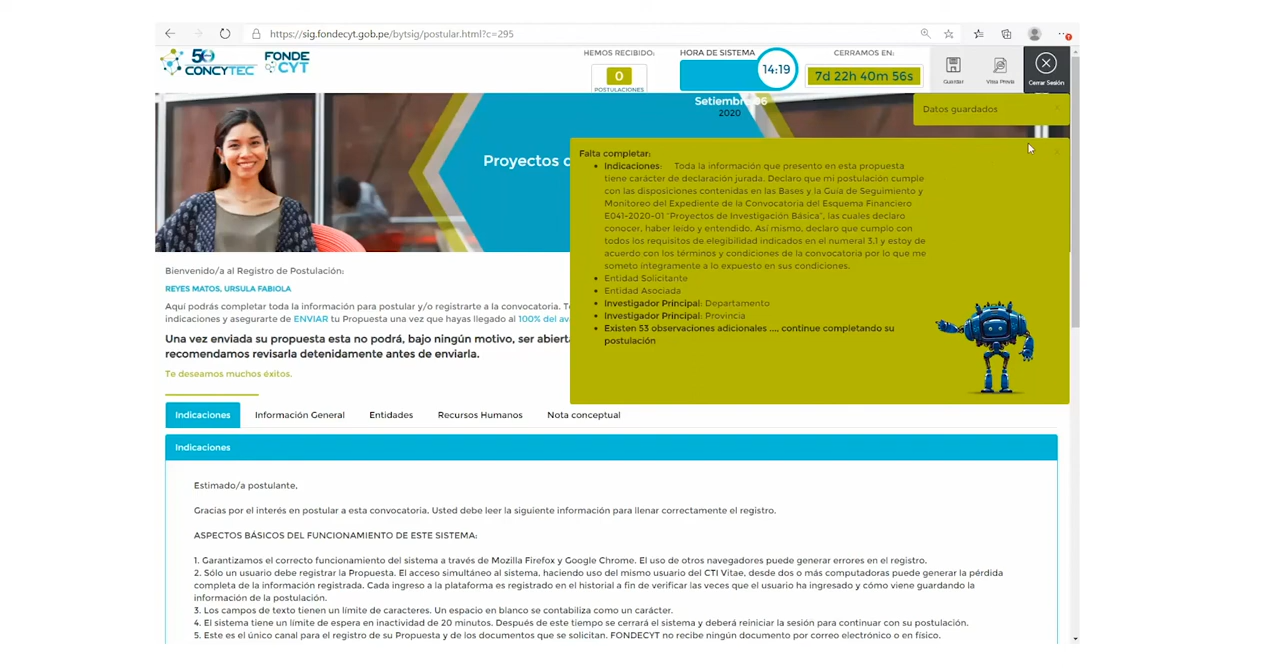 https://sig.fondecyt.gob.pe/bytsig/postular.html?c=295
50
CONCYTEC
FONDE
CYT
HEMOS RECIBIDO:
0
POSTULACIONES
HORA DE SISTEMA
14:19
Setiembre 06
2020
CERRAMOS EN:
7d 22h 40m 56s
Guardar
Vista Previa
Cerrar Sesión
Datos guardados
Proyectos d
Falta completar:
Indicaciones: Toda la información que presento en esta propuesta
tiene carácter de declaración jurada. Declaro que mi postulación cumple
con las disposiciones contenidas en las Bases y la Guía de Seguimiento y
Monitoreo del Expediente de la Convocatoria del Esquema Financiero
E041-2020-01 "Proyectos de Investigación Básica", las cuales declaro
conocer, haber leído y entendido. Así mismo, declaro que cumplo con
todos los requisitos de elegibilidad indicados en el numeral 3.1 y estoy de
acuerdo con los términos y condiciones de la convocatoria por lo que me
someto íntegramente a lo expuesto en sus condiciones.
Entidad Solicitante
Entidad Asociada
Investigador Principal: Departamento
Investigador Principal: Provincia
Existen 53 observaciones adicionales ...., continue completando su
postulación
Bienvenido/a al Registro de Postulación:
REYES MATOS, URSULA FABIOLA
Aquí podrás completar toda la información para postular y/o registrarte a la convocatoria. T
indicaciones y asegurarte de ENVIAR tu Propuesta una vez que hayas llegado al 100% del av
Una vez enviada su propuesta esta no podrá, bajo ningún motivo, ser abiert
recomendamos revisarla detenidamente antes de enviarla.
Te deseamos muchos éxitos.
Indicaciones
Información General
Entidades
Recursos Humanos
Nota conceptual
Indicaciones
Estimado/a postulante,
Gracias por el interés en postular a esta convocatoria. Usted debe leer la siguiente información para llenar correctamente el registro.
ASPECTOS BÁSICOS DEL FUNCIONAMIENTO DE ESTE SISTEMA:
1. Garantizamos el correcto funcionamiento del sistema a través de Mozilla Firefox y Google Chrome. El uso de otros navegadores puede generar errores en el registro.
2. Sólo un usuario debe registrar la Propuesta. El acceso simultáneo al sistema, haciendo uso del mismo usuario del CTI Vitae, desde dos o más computadoras puede generar la pérdida
completa de la información registrada. Cada ingreso a la plataforma es registrado en el historial a fin de verificar las veces que el usuario ha ingresado y cómo viene guardando la
información de la postulación.
3. Los campos de texto tienen un límite de caracteres. Un espacio en blanco se contabiliza como un carácter.
4. El sistema tiene un límite de espera en inactividad de 20 minutos. Después de este tiempo se cerrará el sistema y deberá reiniciar la sesión para continuar con su postulación.
5. Este es el único canal para el registro de su Propuesta y de los documentos que se solicitan. FONDECYT no recibe ningún documento por correo electrónico o en físico.